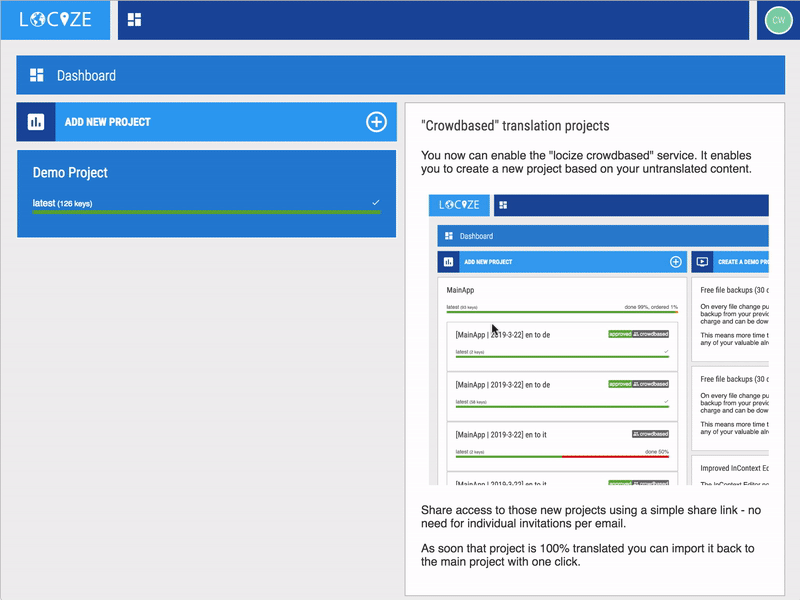 LOCIZE
CW
Dashboard
ADD NEW PROJECT
Demo Project
latest (126 keys)
"Crowdbased" translation projects
You now can enable the "locize crowdbased" service. It enables
you to create a new project based on your untranslated content.
LOCIZE
Dashboard
ADD NEW PROJECT
CREATE A DEMO PR
MainApp
latest (63 keys) done 99%, ordered 1%
[MainApp | 2019-3-22] en to de approved crowdbased
latest (2 keys)
[MainApp | 2019-3-22] en to de approved crowdbased
latest (58 keys)
[MainApp | 2019-3-22] en to it crowdbased
latest (2 keys) done 50%
[MainApp | 2019-3-22] en to it approved crowdbased
Free file backups (30 d
On every file change pu
backup from your previo
charge and can be dow
This means more time t
any of your valuable alr
Free file backups (30 d
On every file change pu
backup from your previo
charge and can be dow
This means more time t
any of your valuable alr
Improved InContext Ed
The InContext Editor
Share access to those new projects using a simple share link - no
need for individual invitations per email.
As soon that project is 100% translated you can import it back to
the main project with one click.